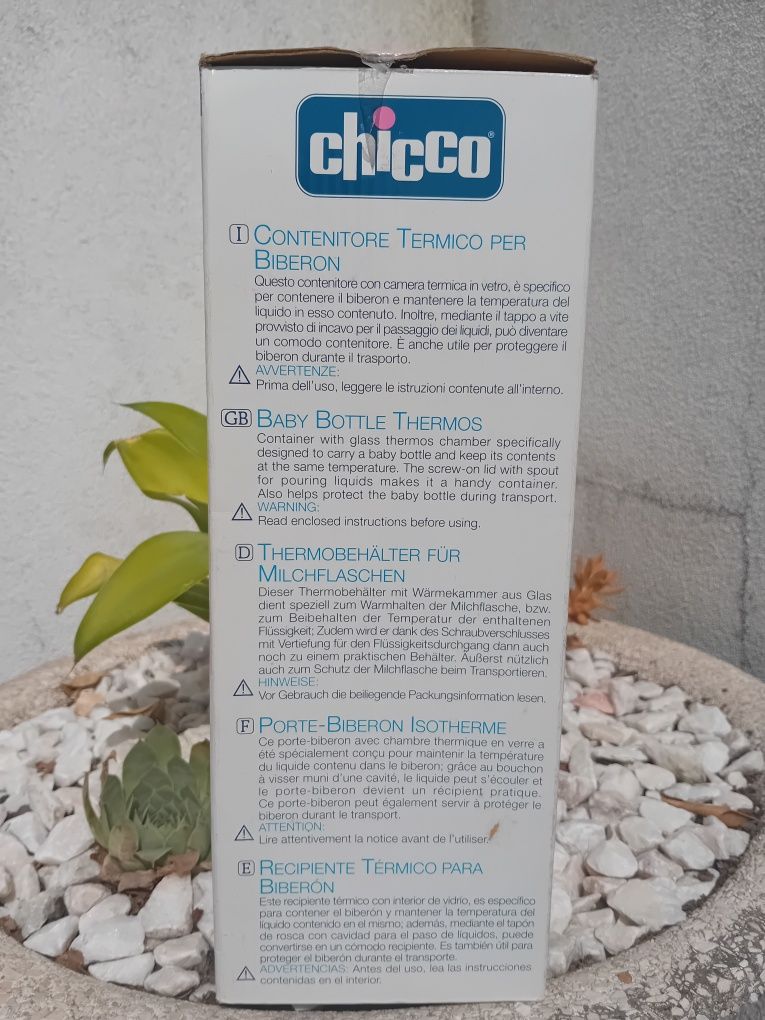 chicco®
I CONTENITORE TERMICO PER
BIBERON
Questo contenitore con camera termica in vetro, è specifico
per contenere il biberon e mantenere la temperatura del
liquido in esso contenuto. Inoltre, mediante il tappo a vite
provvisto di incavo per il passaggio dei liquidi, può diventare
un comodo contenitore. È anche utile per proteggere il
biberon durante il trasporto.
AVVERTENZE:
Prima dell'uso, leggere le istruzioni contenute all'interno.
GB BABY BOTTLE THERMOS
Container with glass thermos chamber specifically
designed to carry a baby bottle and keep its contents
at the same temperature. The screw-on lid with spout
for pouring liquids makes it a handy container.
Also helps protect the baby bottle during transport.
WARNING:
Read enclosed instructions before using.
D THERMOBEHÄLTER FÜR
MILCHFLASCHEN
Dieser Thermobehälter mit Wärmekammer aus Glas
dient speziell zum Warmhalten der Milchflasche, bzw.
zum Beibehalten der Temperatur der enthaltenen
Flüssigkeit; Zudem wird er dank des Schraubverschlusses
mit Vertiefung für den Flüssigkeitsdurchgang dann auch
noch zu einem praktischen Behälter. Äußerst nützlich
auch zum Schutz der Milchflasche beim Transportieren.
HINWEISE:
Vor Gebrauch die beiliegende Packungsinformation lesen.
F PORTE-BIBERON ISOTHERME
Ce porte-biberon avec chambre thermique en verre a
été spécialement conçu pour maintenir la température
du liquide contenu dans le biberon; grâce au bouchon
à visser muni d'une cavité, le liquide peut s'écouler et
le porte-biberon devient un récipient pratique.
Ce porte-biberon peut également servir à protéger le
biberon durant le transport.
ATTENTION:
Lire attentivement la notice avant de l'utiliser.
E RECIPIENTE TÉRMICO PARA
BIBERÓN
Este recipiente térmico con interior de vidrio, es específico
para contener el biberón y mantener la temperatura del
líquido contenido en el mismo; además, mediante el tapón
de rosca con cavidad para el paso de líquidos, puede
convertirse en un cómodo recipiente. Es también útil para
proteger el biberón durante el transporte.
ADVERTENCIAS: Antes del uso, lea las instrucciones
contenidas en el interior.